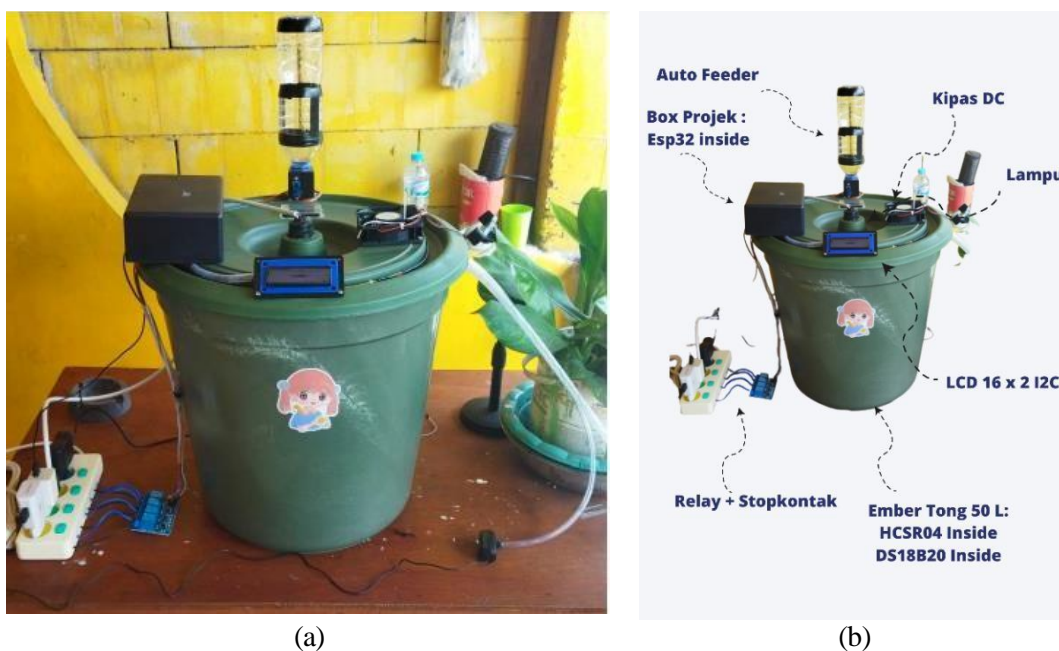 Auto Feeder
Kipas DC
Box Projek :
Esp32 inside
Lampu
LCD 16 x 2 I2C
Relay + Stopkontak
Ember Tong 50 L:
HCSR04 Inside
DS18B20 Inside
(a)
(b)